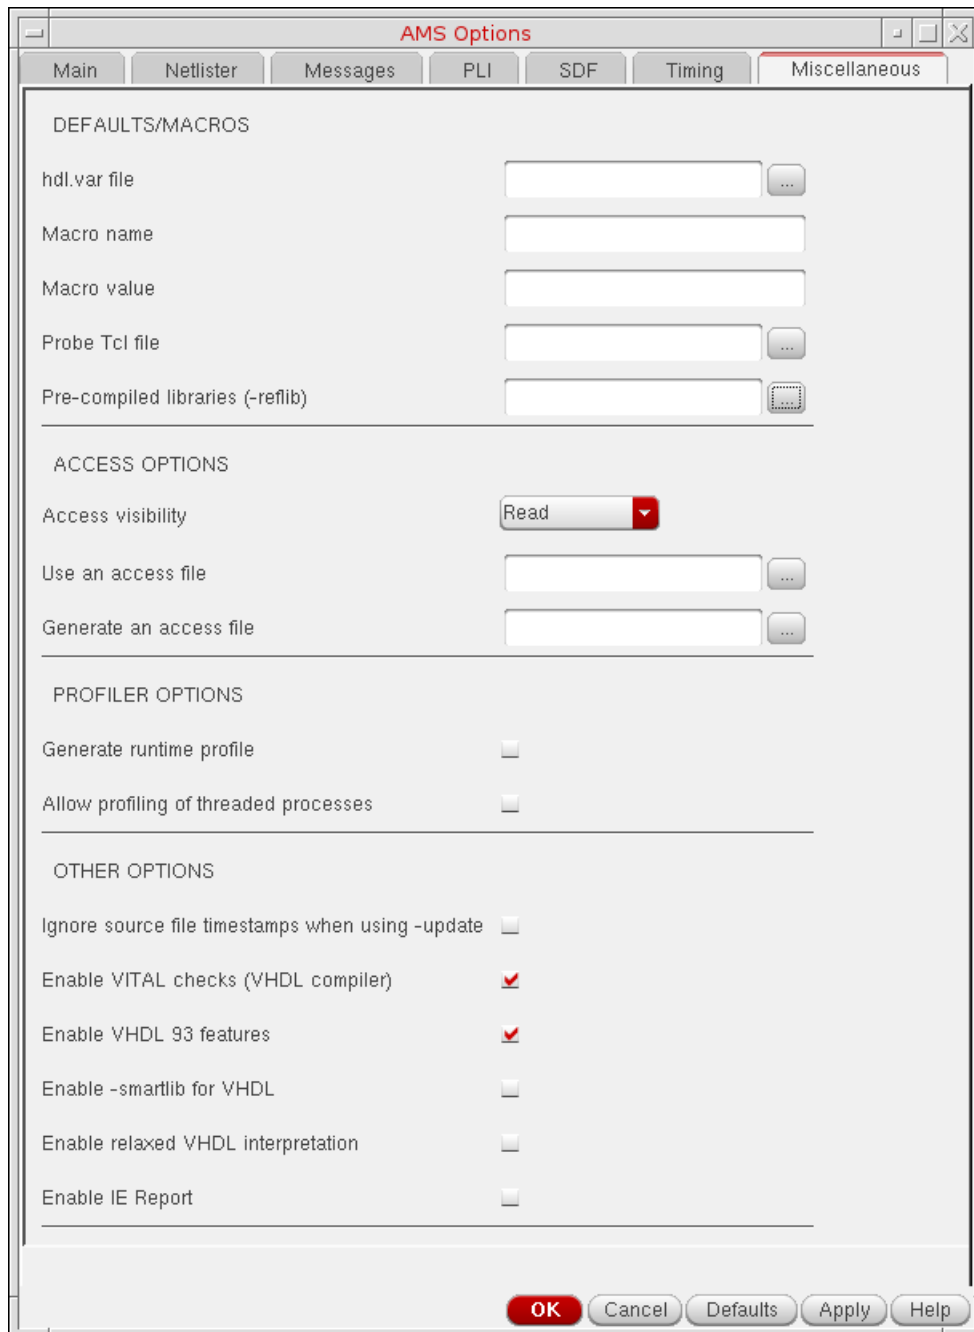 AMS Options
Main Netlister Messages PLI SDF Timing Miscellaneous
DEFAULTS/MACROS
hdl.var file ...
Macro name
Macro value
Probe Tcl file ...
Pre-compiled libraries (-reflib) ...
ACCESS OPTIONS
Access visibility Read
Use an access file ...
Generate an access file ...
PROFILER OPTIONS
Generate runtime profile
Allow profiling of threaded processes
OTHER OPTIONS
Ignore source file timestamps when using -update
Enable VITAL checks (VHDL compiler)
Enable VHDL 93 features
Enable -smartlib for VHDL
Enable relaxed VHDL interpretation
Enable IE Report
OK Cancel Defaults Apply Help